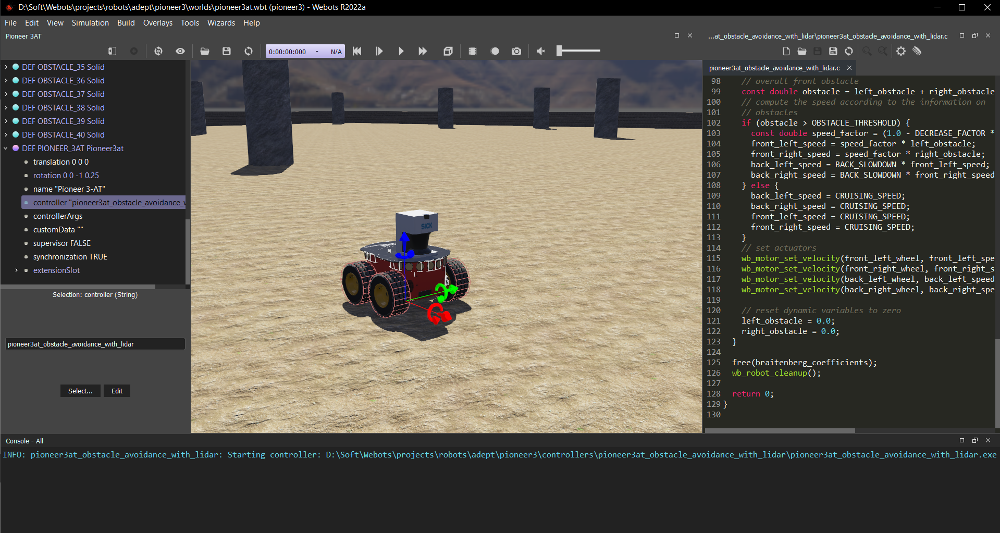 D:\Soft\Webots\projects\robots\adept\pioneer3\worlds\pioneer3at.wbt (pioneer3) - Webots R2022a
File Edit View Simulation Build Overlays Tools Wizards Help
Pioneer 3AT
0:00:00:000 - N/A
DEF OBSTACLE_35 Solid
DEF OBSTACLE_36 Solid
DEF OBSTACLE_37 Solid
DEF OBSTACLE_38 Solid
DEF OBSTACLE_39 Solid
DEF OBSTACLE_40 Solid
DEF PIONEER_3AT Pioneer3at
translation 0 0 0
rotation 0 0 -1 0.25
name "Pioneer 3-AT"
controller "pioneer3at_obstacle_avoidance_w
controllerArgs
customData ""
supervisor FALSE
synchronization TRUE
extensionSlot
Selection: controller (String)
pioneer3at_obstacle_avoidance_with_lidar
Select... Edit
SICK
...at_obstacle_avoidance_with_lidar\pioneer3at_obstacle_avoidance_with_lidar.c
pioneer3at_obstacle_avoidance_with_lidar.c
98 // overall front obstacle
99 const double obstacle = left_obstacle + right_obstacle
100 // compute the speed according to the information on
101 // obstacles
102 if (obstacle > OBSTACLE_THRESHOLD) {
103 const double speed_factor = (1.0 - DECREASE_FACTOR *
104 front_left_speed = speed_factor * left_obstacle;
105 front_right_speed = speed_factor * right_obstacle;
106 back_left_speed = BACK_SLOWDOWN * front_left_speed;
107 back_right_speed = BACK_SLOWDOWN * front_right_speed
108 } else {
109 back_left_speed = CRUISING_SPEED;
110 back_right_speed = CRUISING_SPEED;
111 front_left_speed = CRUISING_SPEED;
112 front_right_speed = CRUISING_SPEED;
113 }
114 // set actuators
115 wb_motor_set_velocity(front_left_wheel, front_left_spe
116 wb_motor_set_velocity(front_right_wheel, front_right_s
117 wb_motor_set_velocity(back_left_wheel, back_left_speed
118 wb_motor_set_velocity(back_right_wheel, back_right_spe
119
120 // reset dynamic variables to zero
121 left_obstacle = 0.0;
122 right_obstacle = 0.0;
123 }
124
125 free(braitenberg_coefficients);
126 wb_robot_cleanup();
127
128 return 0;
129 }
130
Console - All
INFO: pioneer3at_obstacle_avoidance_with_lidar: Starting controller: D:\Soft\Webots\projects\robots\adept\pioneer3\controllers\pioneer3at_obstacle_avoidance_with_lidar\pioneer3at_obstacle_avoidance_with_lidar.exe